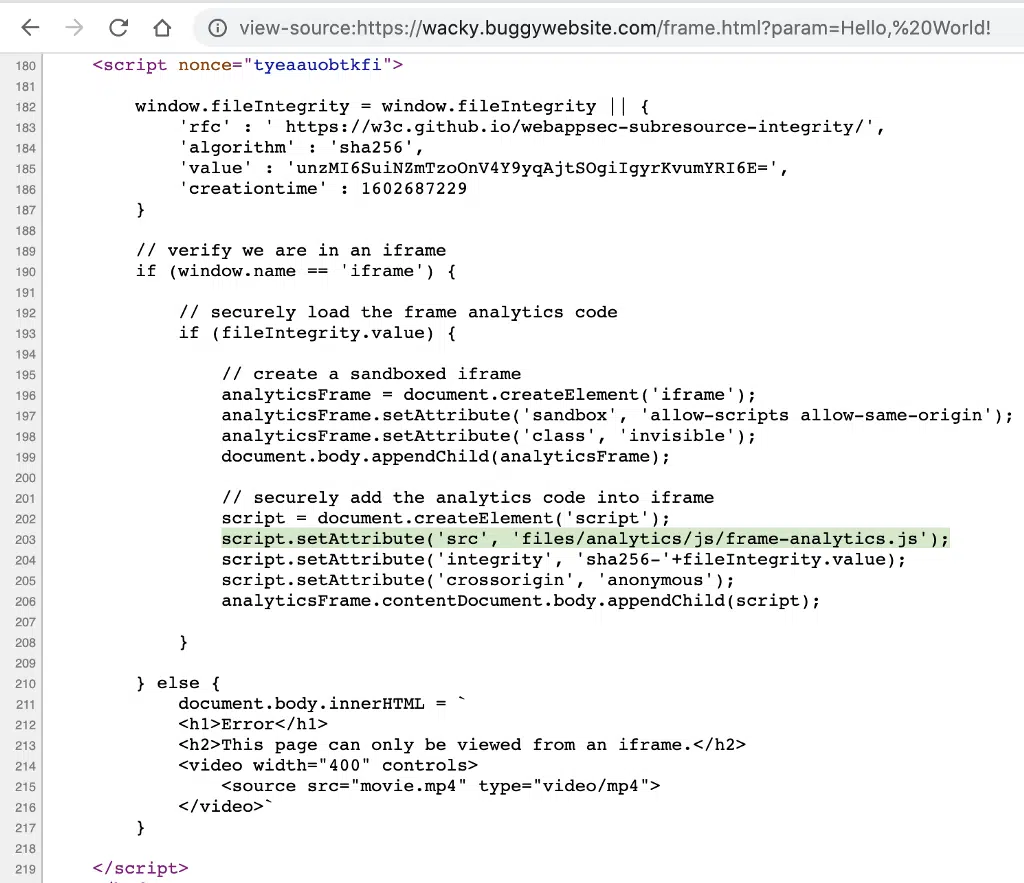 view-source:https://wacky.buggywebsite.com/frame.html?param=Hello,%20World!
180 <script nonce="tyeaauobtkfi">
181
182 window.fileIntegrity = window.fileIntegrity || {
183 'rfc' : ' https://w3c.github.io/webappsec-subresource-integrity/',
184 'algorithm' : 'sha256',
185 'value' : 'unzMI6SuiNZmTzoOnV4Y9yqAjtSOgiIgyrKvumYRI6E=',
186 'creationtime' : 1602687229
187 }
188
189 // verify we are in an iframe
190 if (window.name == 'iframe') {
191
192 // securely load the frame analytics code
193 if (fileIntegrity.value) {
194
195 // create a sandboxed iframe
196 analyticsFrame = document.createElement('iframe');
197 analyticsFrame.setAttribute('sandbox', 'allow-scripts allow-same-origin');
198 analyticsFrame.setAttribute('class', 'invisible');
199 document.body.appendChild(analyticsFrame);
200
201 // securely add the analytics code into iframe
202 script = document.createElement('script');
203 script.setAttribute('src', 'files/analytics/js/frame-analytics.js');
204 script.setAttribute('integrity', 'sha256-'+fileIntegrity.value);
205 script.setAttribute('crossorigin', 'anonymous');
206 analyticsFrame.contentDocument.body.appendChild(script);
207
208 }
209
210 } else {
211 document.body.innerHTML = `
212 <h1>Error</h1>
213 <h2>This page can only be viewed from an iframe.</h2>
214 <video width="400" controls>
215 <source src="movie.mp4" type="video/mp4">
216 </video>`
217 }
218
219 </script>